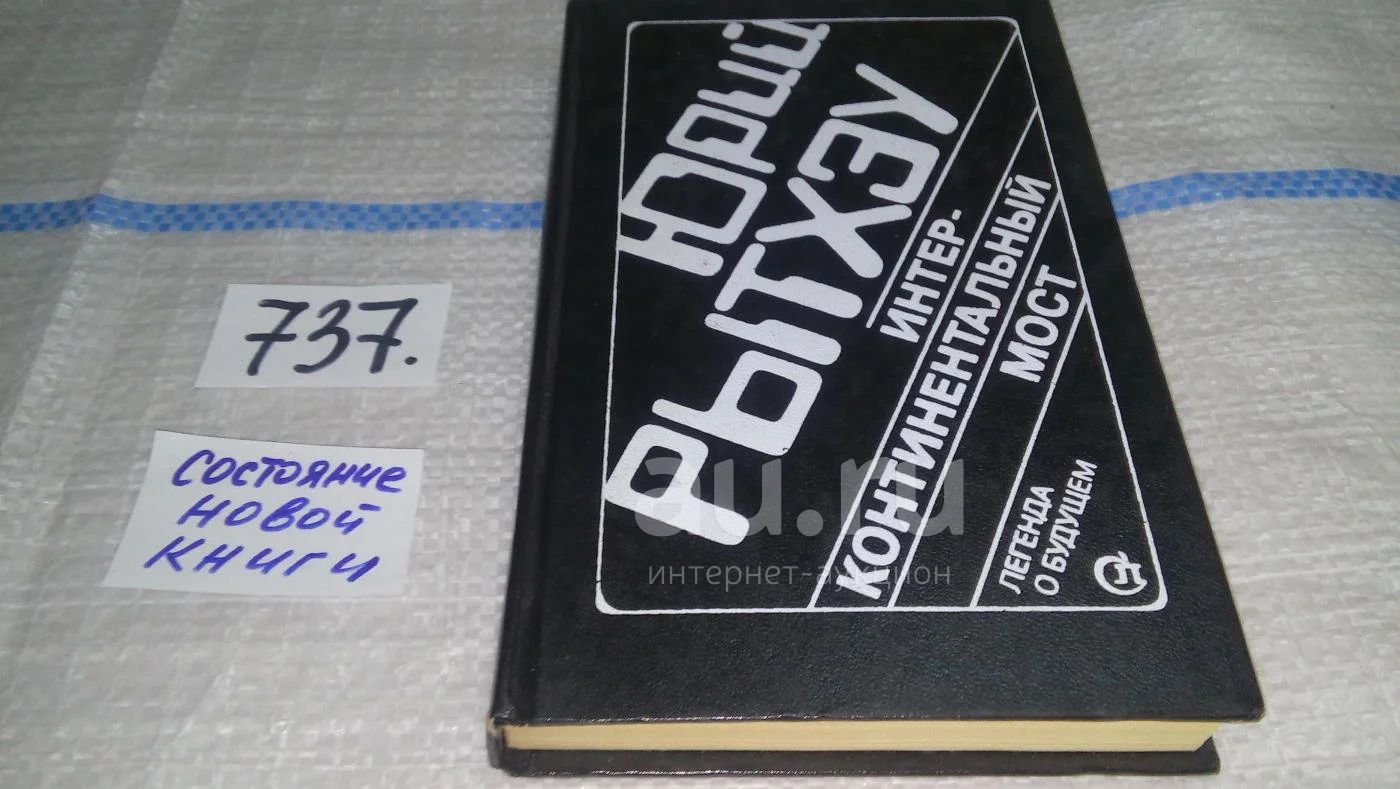 Юрий
РЫТХЭУ
ИНТЕР-
КОНТИНЕНТАЛЬНЫЙ
МОСТ
ЛЕГЕНДА
О БУДУЩЕМ
737.
СОСТОЯНИЕ
НОВОЙ
КНИГИ
au.ru
интернет-аукцион